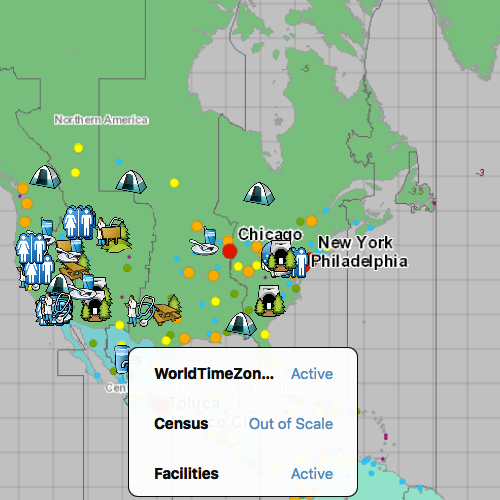 -5
Northern America
-3
-3.5
Chicago
New York
Philadelphia
WorldTimeZon... Active
Toluca
Census Out of Scale
Facilities Active